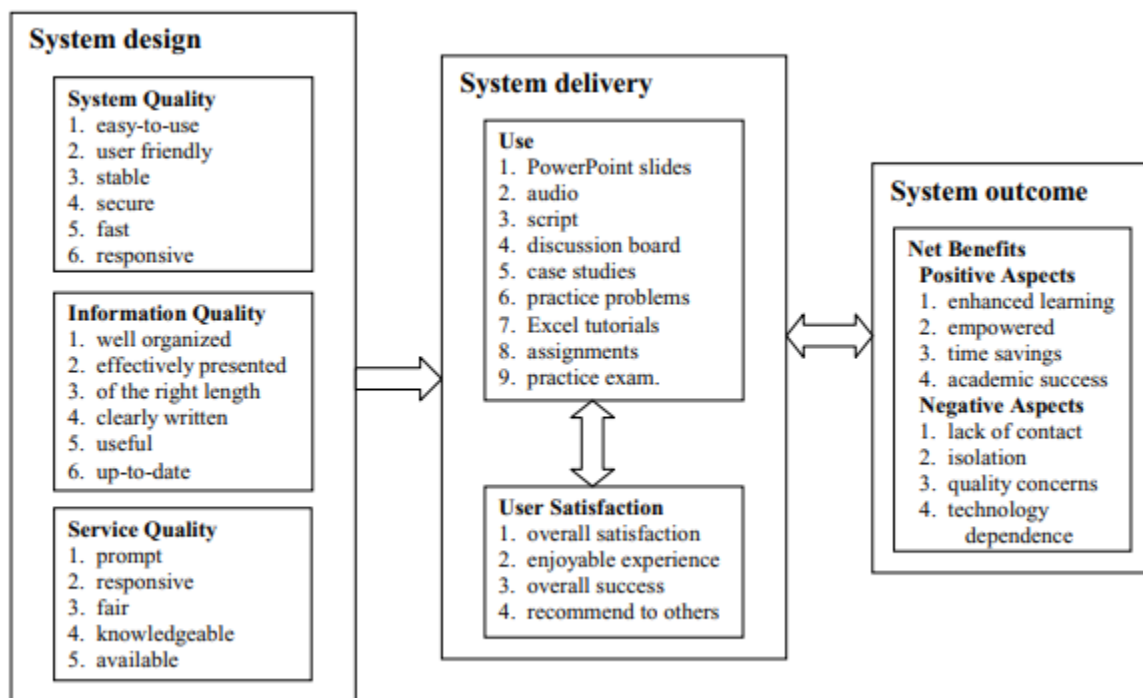 System design
System Quality
1. easy-to-use
2. user friendly
3. stable
4. secure
5. fast
6. responsive
Information Quality
1. well organized
2. effectively presented
3. of the right length
4. clearly written
5. useful
6. up-to-date
Service Quality
1. prompt
2. responsive
3. fair
4. knowledgeable
5. available
System delivery
Use
1. PowerPoint slides
2. audio
3. script
4. discussion board
5. case studies
6. practice problems
7. Excel tutorials
8. assignments
9. practice exam.
User Satisfaction
1. overall satisfaction
2. enjoyable experience
3. overall success
4. recommend to others
System outcome
Net Benefits
Positive Aspects
1. enhanced learning
2. empowered
3. time savings
4. academic success
Negative Aspects
1. lack of contact
2. isolation
3. quality concerns
4. technology
dependence